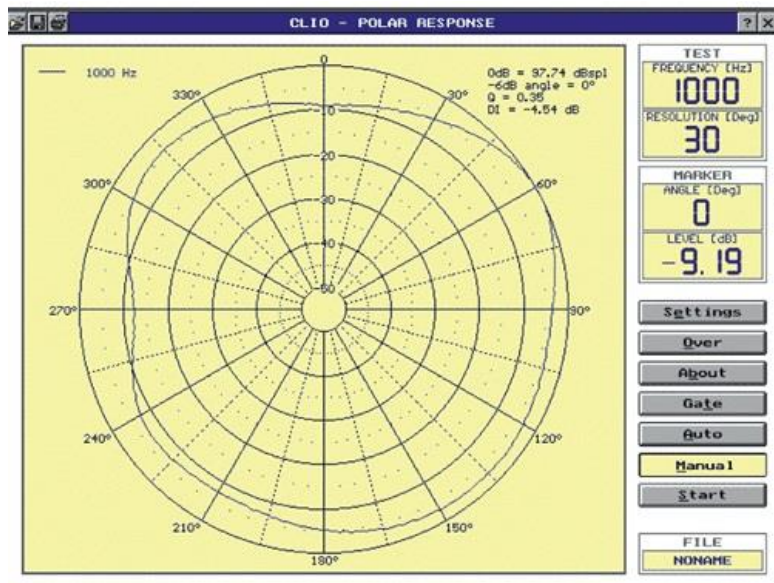 CLIO - POLAR RESPONSE
? X
1000 Hz
0dB = 97.74 dBspl
-6dB angle = 0°
Q = 0.35
DI = -4.54 dB
0
30°
60°
90°
120°
150°
180°
210°
240°
270°
300°
330°
-10
-20
-30
-40
-50
TEST
FREQUENCY [Hz]
1000
RESOLUTION [Deg]
30
MARKER
ANGLE [Deg]
0
LEVEL [dB]
-9.19
Settings
Over
About
Gate
Auto
Manual
Start
FILE
NONAME